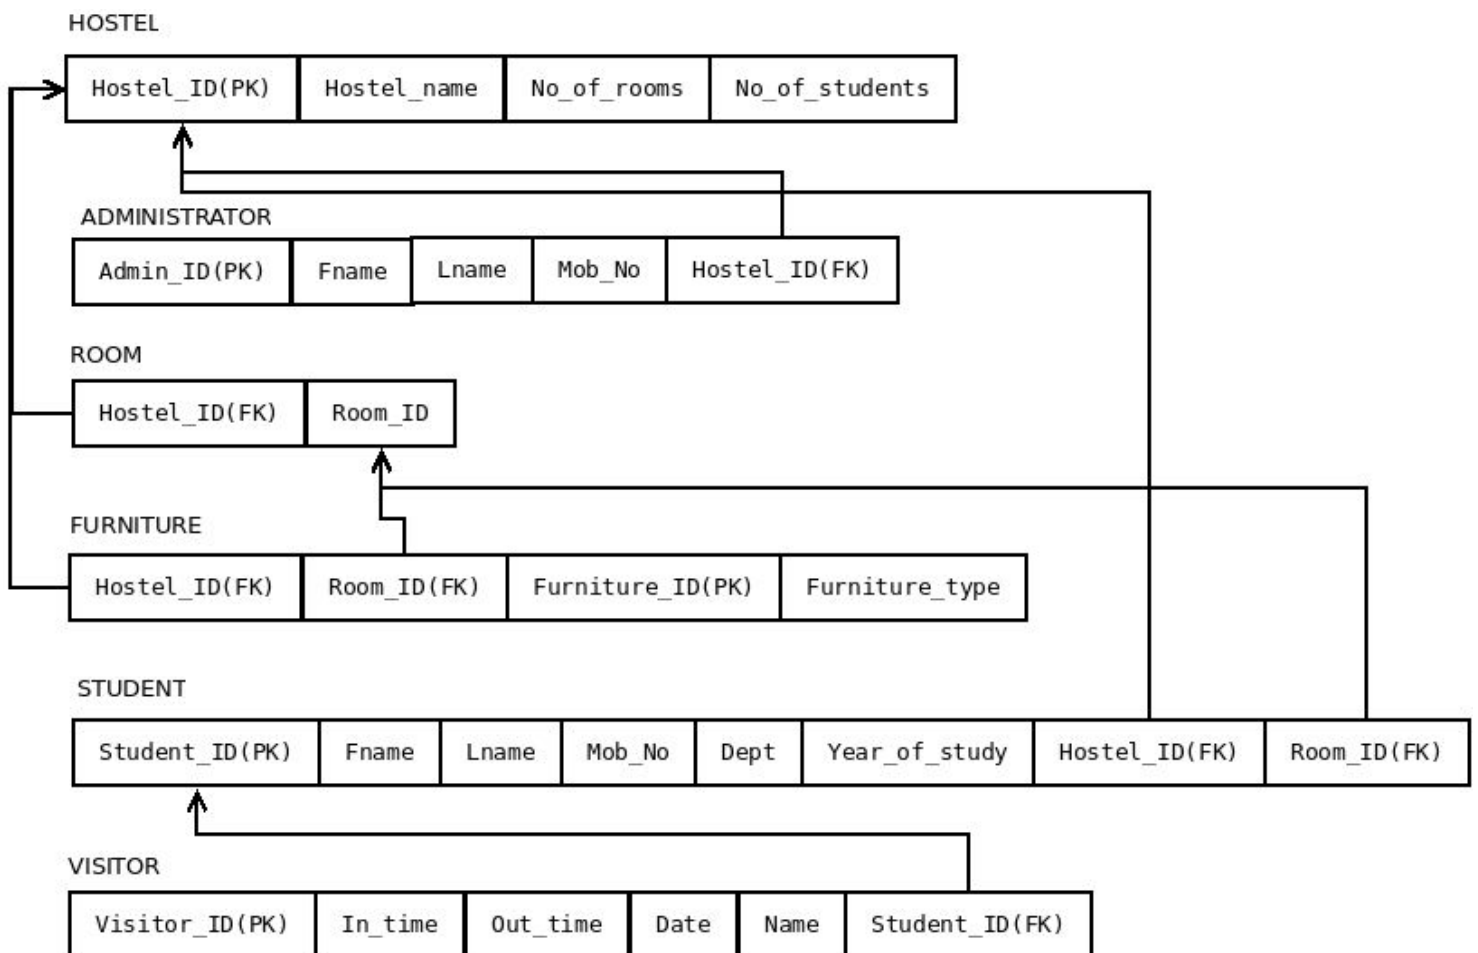 HOSTEL
Hostel_ID(PK) Hostel_name No_of_rooms No_of_students
ADMINISTRATOR
Admin_ID(PK) Fname Lname Mob_No Hostel_ID(FK)
ROOM
Hostel_ID(FK) Room_ID
FURNITURE
Hostel_ID(FK) Room_ID(FK) Furniture_ID(PK) Furniture_type
STUDENT
Student_ID(PK) Fname Lname Mob_No Dept Year_of_study Hostel_ID(FK) Room_ID(FK)
VISITOR
Visitor_ID(PK) In_time Out_time Date Name Student_ID(FK)